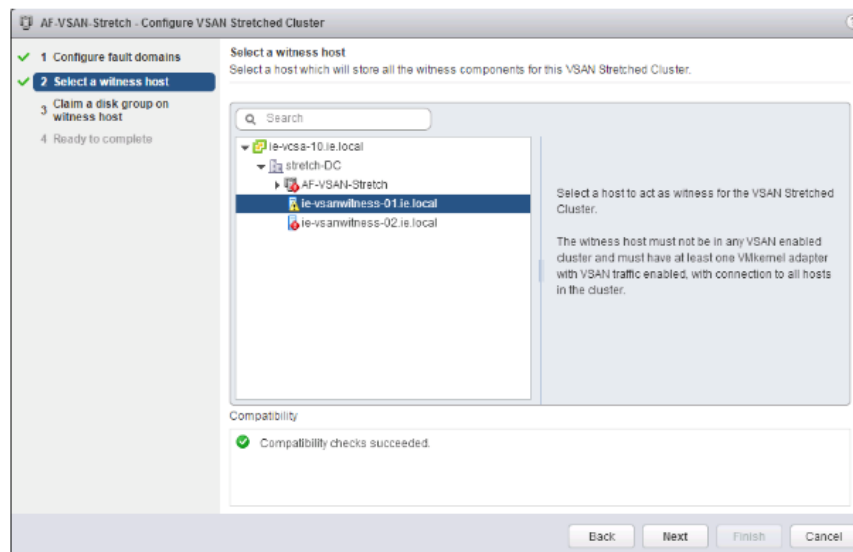 AF-VSAN-Stretch - Configure VSAN Stretched Cluster
1 Configure fault domains
2 Select a witness host
3 Claim a disk group on
witness host
4 Ready to complete
Select a witness host
Select a host which will store all the witness components for this VSAN Stretched Cluster.
Search
ie-vcsa-10.ie.local
stretch-DC
AF-VSAN-Stretch
ie-vsanwitness-01.ie.local
ie-vsanwitness-02.ie.local
Select a host to act as witness for the VSAN Stretched
Cluster.
The witness host must not be in any VSAN enabled
cluster and must have at least one VMkernel adapter
with VSAN traffic enabled, with connection to all hosts
in the cluster.
Compatibility
Compatibility checks succeeded.
Back
Next
Finish
Cancel